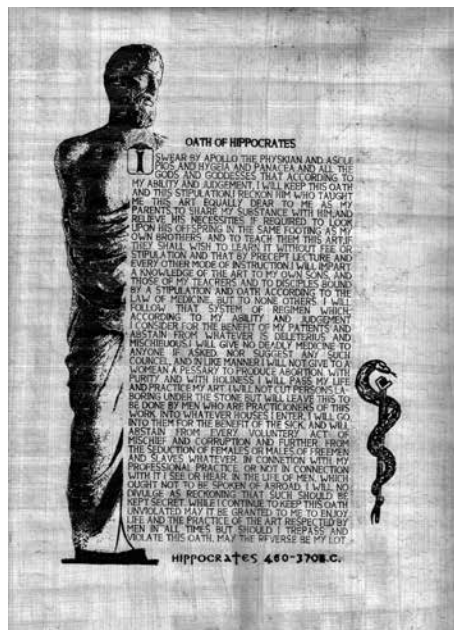 OATH OF HIPPOCRATES
I SWEAR BY APOLLO THE PHYSKIAN AND ASCLE
PIOS, AND HYGEIA AND PANACEA AND ALL THE
GODS AND GODDESSES THAT ACCORDING TO
MY ABILITY AND JUDGEMENT, I WILL KEEP THIS OATH
AND THIS STIPULATION.I RECKON HIM WHO TAUGHT
ME THIS ART EQUALLY DEAR TO ME AS MY
PARENTS,TO SHARE MY SUBSTANCE WITH HIM,AND
RELIEVE HIS NECESSITIES IF REQUIRED TO LOOK
UPON HIS OFFSPRING IN THE SAME FOOTING AS MY
OWN BROTHERS AND TO TEACH THEM THIS ART,IF
THEY SHALL WISH TO LEARN IT WITHOUT FEE OR
STIPULATION AND THAT BY PRECEPT LECTURE AND
EVERY OTHER MODE OF INSTRUCTION.I WILL IMPART
A KNOWLEDGE OF THE ART TO MY OWN SONS, AND
THOSE OF MY TEACRERS AND TO DISCIPLES BOUND
BY A STIPULATION AND OATH ACCORDING TO THE
LAW OF MEDICINE, BUT TO NONE OTHERS. I WILL
FOLLOW THAT SYSTEM OF REGIMEN WHICH
ACCORDING TO MY ABILITY AND JUDGEMENT
I CONSIDER FOR THE BENEFIT OF MY PATIENTS AND
ABSTAIN FROM WHATEVER IS DELETERIUS AND
MISCHIEUOUS.I WILL GIVE NO DEADLY MEDICINE TO
ANYONE IF ASKED, NOR SUGGEST ANY SUCH
COUNCEL, AND IN LIKE MANNER I WILL NOT GIVE TO A
WOMEAN A PESSARY TO PRODUCE ABORTION. WITH
PURITY AND WITH HOLINESS I WILL PASS MY LIFE
AND PRACTICE MY ART I WILL NOT CUT PERSONS LA-
BORING UNDER THE STONE BUT WILL LEAVE THIS TO
BE DONE BY MEN WHO ARE PRACTICIONERS OF THIS
WORK. INTO WHATEVER HOUSES I ENTER, I WILL GO
INTO THEM FOR THE BENEFIT OF THE SICK, AND WILL
ABSTAIN FROM EVERY VOLUNTERY ACT OF
MISCHIEF AND CORRUPTION AND FURTHER FROM
THE SEDUCTION OF FEMALES OR MALES, OF FREEMEN
AND SLAVES WHATEVER, IN CONNETION WITH MY
PROFESSIONAL PRACTICE, OR NOT IN CONNECTION
WITH IT I SEE OR HEAR, IN THE LIFE OF MEN, WHICH
OUGHT NOT TO BE SPOKEN OF ABROAD, I WILL NO
DIVULGE AS RECKONING THAT SUCH SHOULD BE
KEPT SECRET. WHILE I CONTINUE TO KEEP THIS OATH
UNVIOLATED MAY IT BE GRANTED TO ME TO ENJOY
LIFE AND THE PRACTICE OF THE ART RESPECTED BY
MEN IN ALL TIMES BUT SHOULD I TREPASS AND
VIOLATE THIS OATH, MAY THE REVERSE BE MY LOT
HIPPOCRATES 460-370B.C.